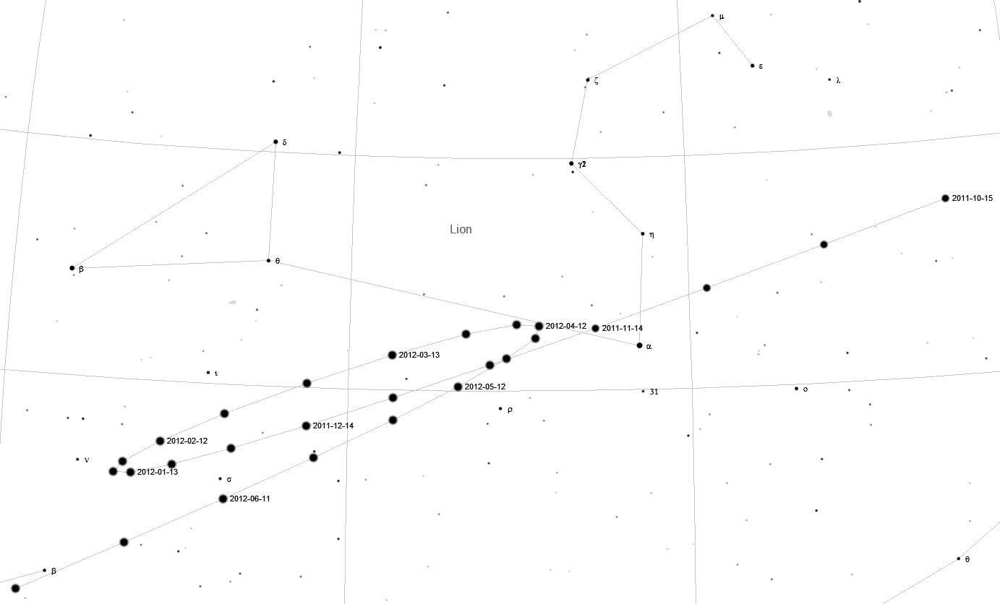 μ
ε
ζ
λ
δ
γ2
2011-10-15
Lion
η
β
θ
2012-04-12
2011-11-14
α
2012-03-13
ι
2012-05-12
31
ο
ρ
2011-12-14
2012-02-12
ν
2012-01-13
σ
2012-06-11
θ
β